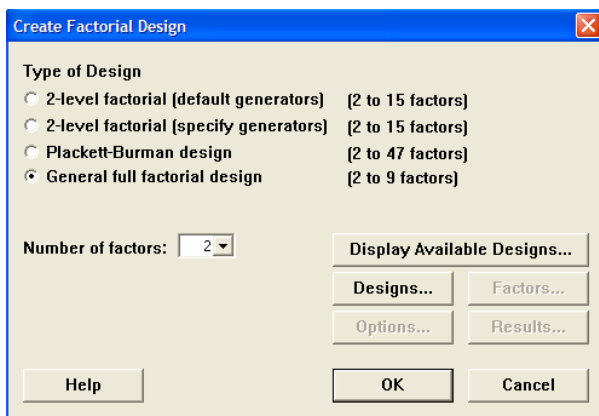 Create Factorial Design
Type of Design
2-level factorial (default generators) (2 to 15 factors)
2-level factorial (specify generators) (2 to 15 factors)
Plackett-Burman design (2 to 47 factors)
General full factorial design (2 to 9 factors)
Number of factors: 2 Display Available Designs...
Designs... Factors...
Options... Results...
Help OK Cancel